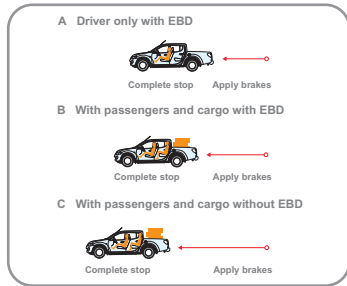 A Driver only with EBD
Complete stop Apply brakes
B With passengers and cargo with EBD
Complete stop Apply brakes
C With passengers and cargo without EBD
Complete stop Apply brakes